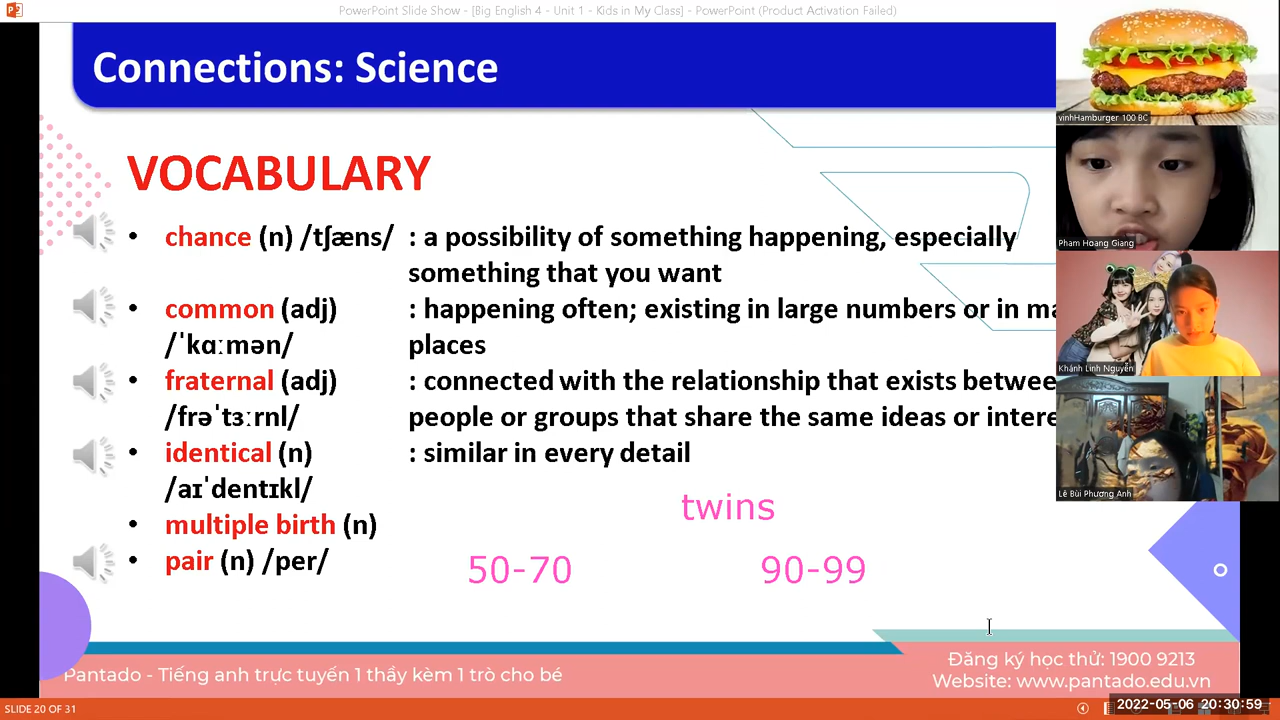 PowerPoint Slide Show - [Big English 4 - Unit 1 - Kids in My Class] - PowerPoint (Product Activation Failed)
Connections: Science
VOCABULARY
• chance (n) /tʃæns/ : a possibility of something happening, especially
something that you want
• common (adj) : happening often; existing in large numbers or in ma
/ˈkɑːmən/ places
• fraternal (adj) : connected with the relationship that exists betwee
/frəˈtɜːrnl/ people or groups that share the same ideas or intere
• identical (n) : similar in every detail
/aɪˈdentɪkl/
twins
• multiple birth (n)
• pair (n) /per/
50-70 90-99
vinhHamburger 100 BC
Pham Hoang Giang
Khánh Linh Nguyễn
Lê Bùi Phương Anh
Pantado - Tiếng anh trực tuyến 1 thầy kèm 1 trò cho bé
Đăng ký học thử: 1900 9213
Website: www.pantado.edu.vn
SLIDE 20 OF 31
2022-05-06 20:30:59